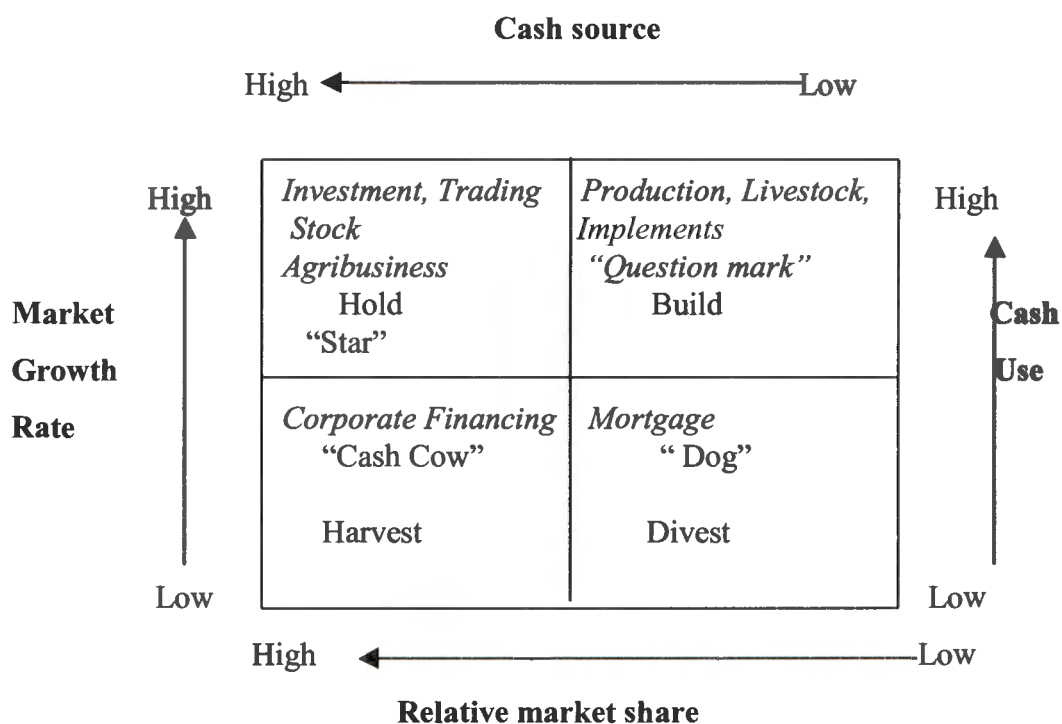 Cash source
High Low
High
Investment, Trading
Stock
Agribusiness
Hold
“Star”
Production, Livestock,
Implements
“Question mark”
Build
High
Market
Growth
Rate
Cash
Use
Corporate Financing
“Cash Cow”
Harvest
Mortgage
“ Dog”
Divest
Low
Low
High Low
Relative market share